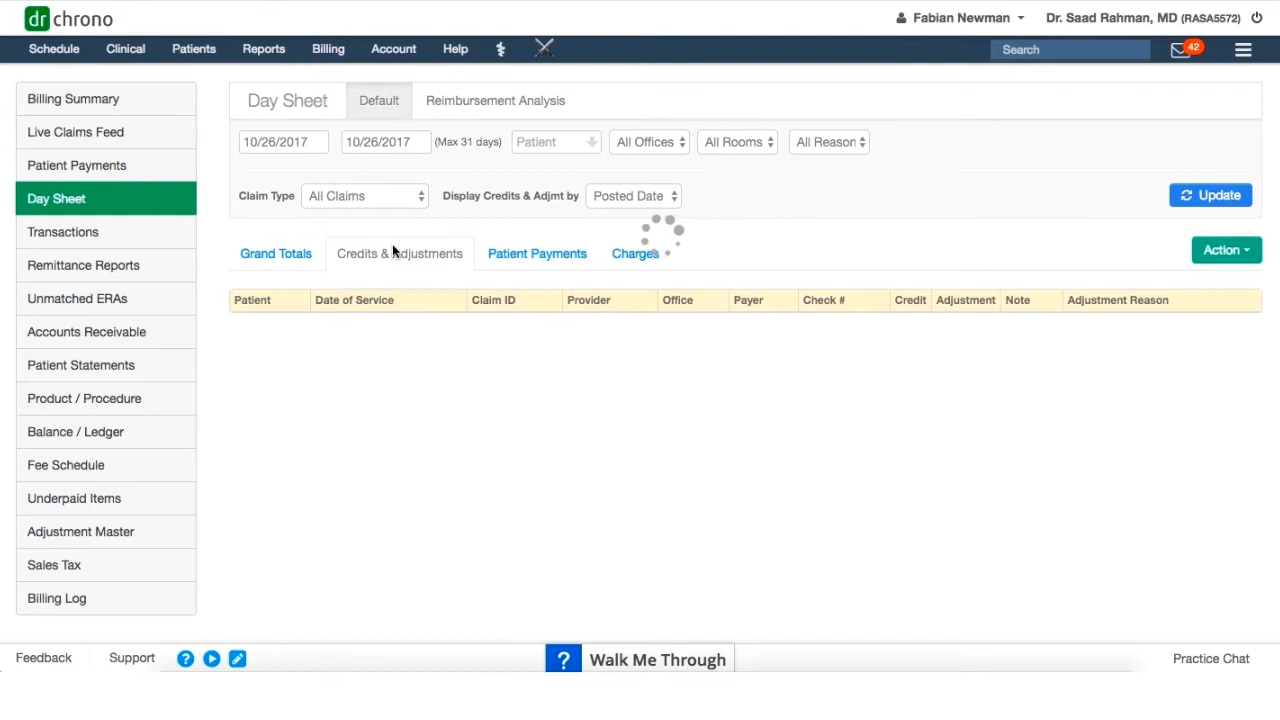 dr chrono
Fabian Newman
Dr. Saad Rahman, MD (RASA5572)
Schedule Clinical Patients Reports Billing Account Help
Search
42
Billing Summary
Live Claims Feed
Patient Payments
Day Sheet
Transactions
Remittance Reports
Unmatched ERAs
Accounts Receivable
Patient Statements
Product / Procedure
Balance / Ledger
Fee Schedule
Underpaid Items
Adjustment Master
Sales Tax
Billing Log
Day Sheet Default Reimbursement Analysis
10/26/2017 10/26/2017 (Max 31 days) Patient All Offices All Rooms All Reason
Claim Type All Claims Display Credits & Adjmt by Posted Date Update
Grand Totals Credits & Adjustments Patient Payments Charges Action
Patient Date of Service Claim ID Provider Office Payer Check # Credit Adjustment Note Adjustment Reason
Feedback Support ? ? Walk Me Through Practice Chat